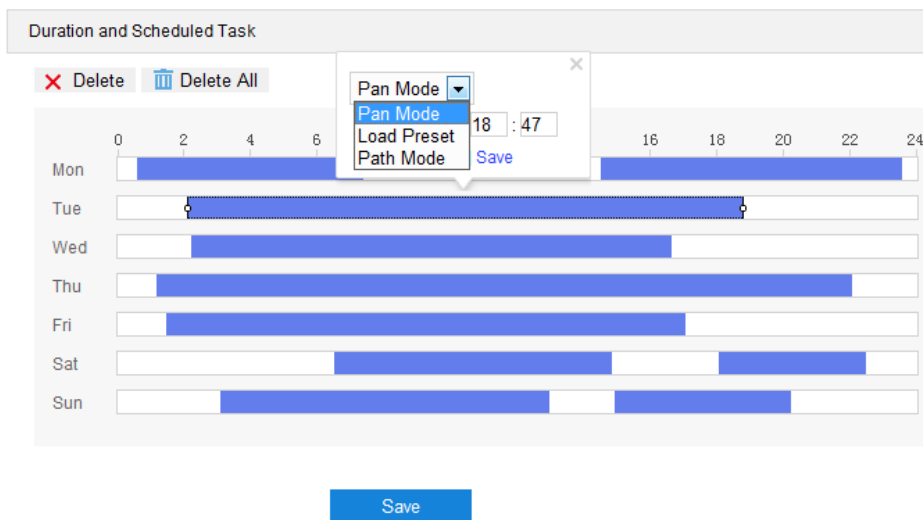 Duration and Scheduled Task
Delete Delete All
Pan Mode
Pan Mode
Load Preset
Path Mode
18 : 47
Save
0 2 4 6 16 18 20 22 24
Mon
Tue
Wed
Thu
Fri
Sat
Sun
Save